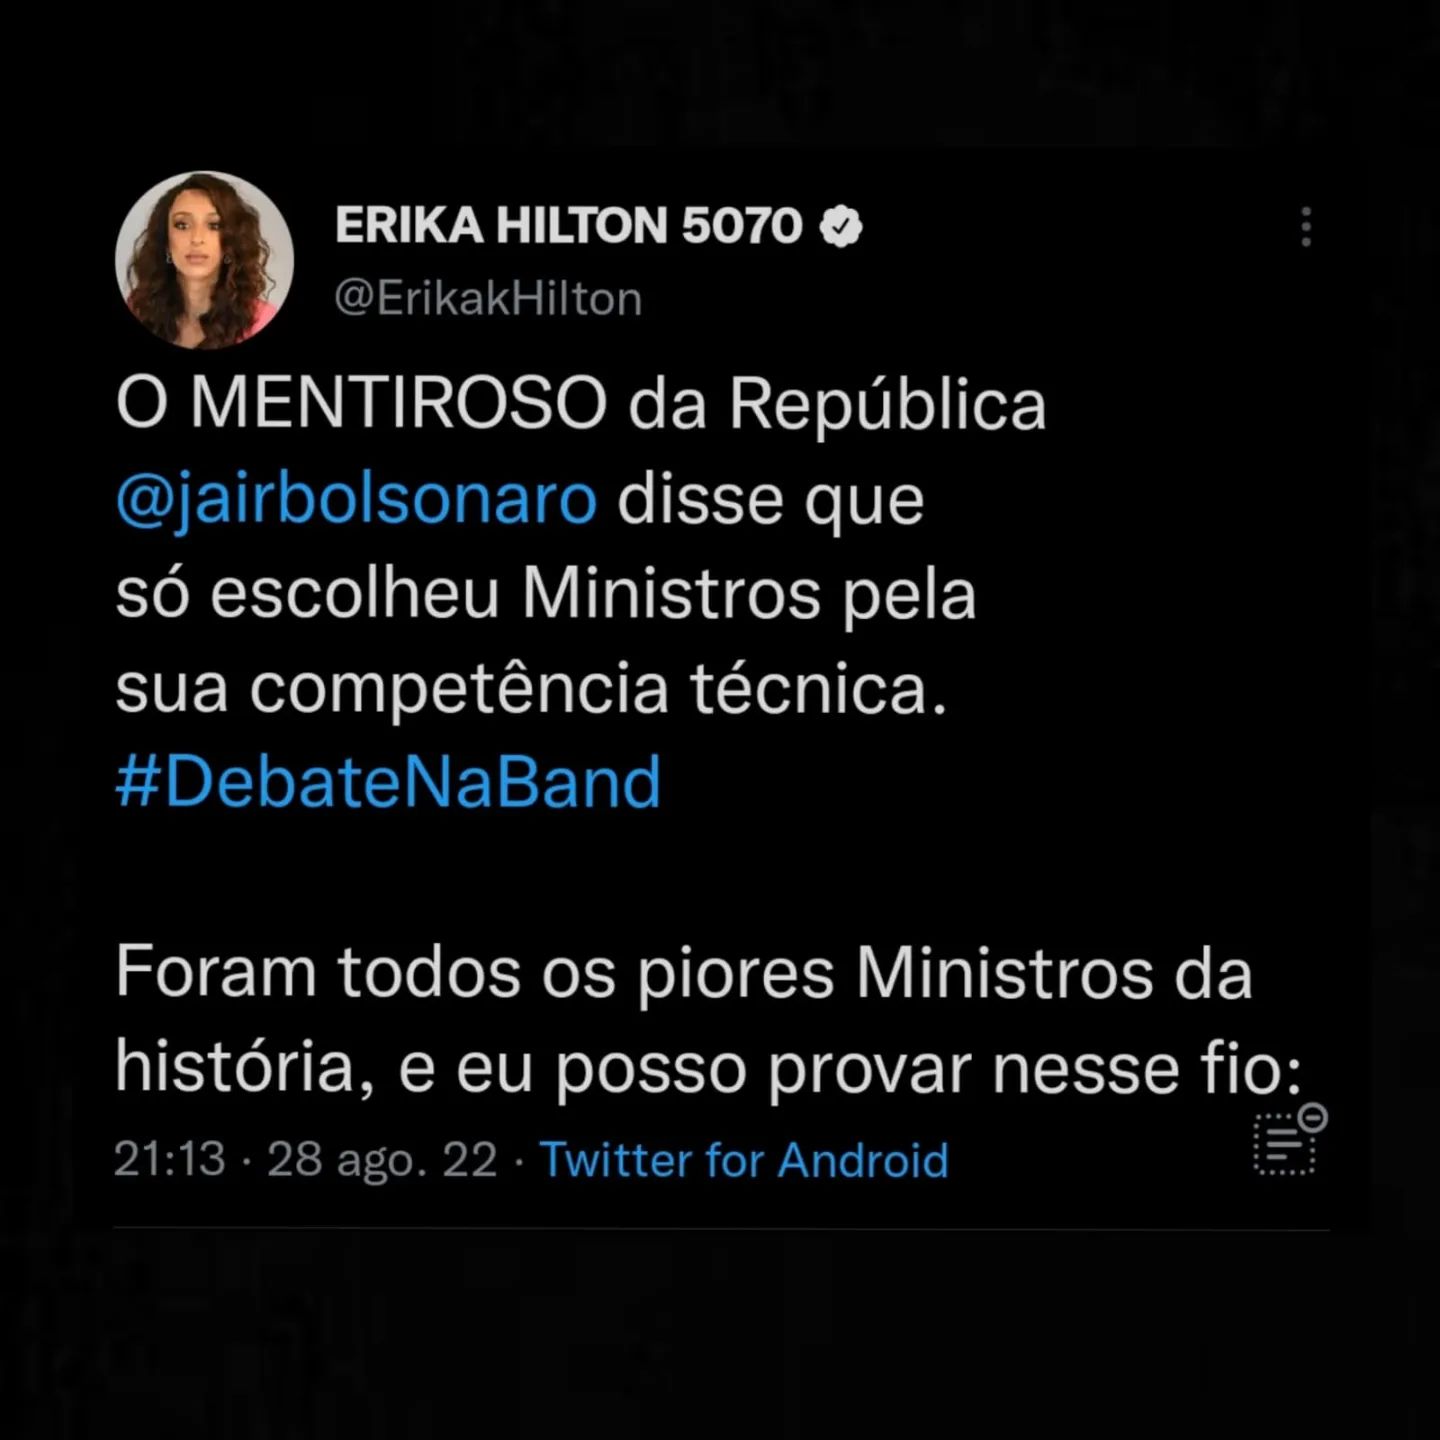 ERIKA HILTON 5070
@ErikakHilton
O MENTIROSO da República
@jairbolsonaro disse que
só escolheu Ministros pela
sua competência técnica.
#DebateNaBand
Foram todos os piores Ministros da
história, e eu posso provar nesse fio:
21:13 · 28 ago. 22 · Twitter for Android